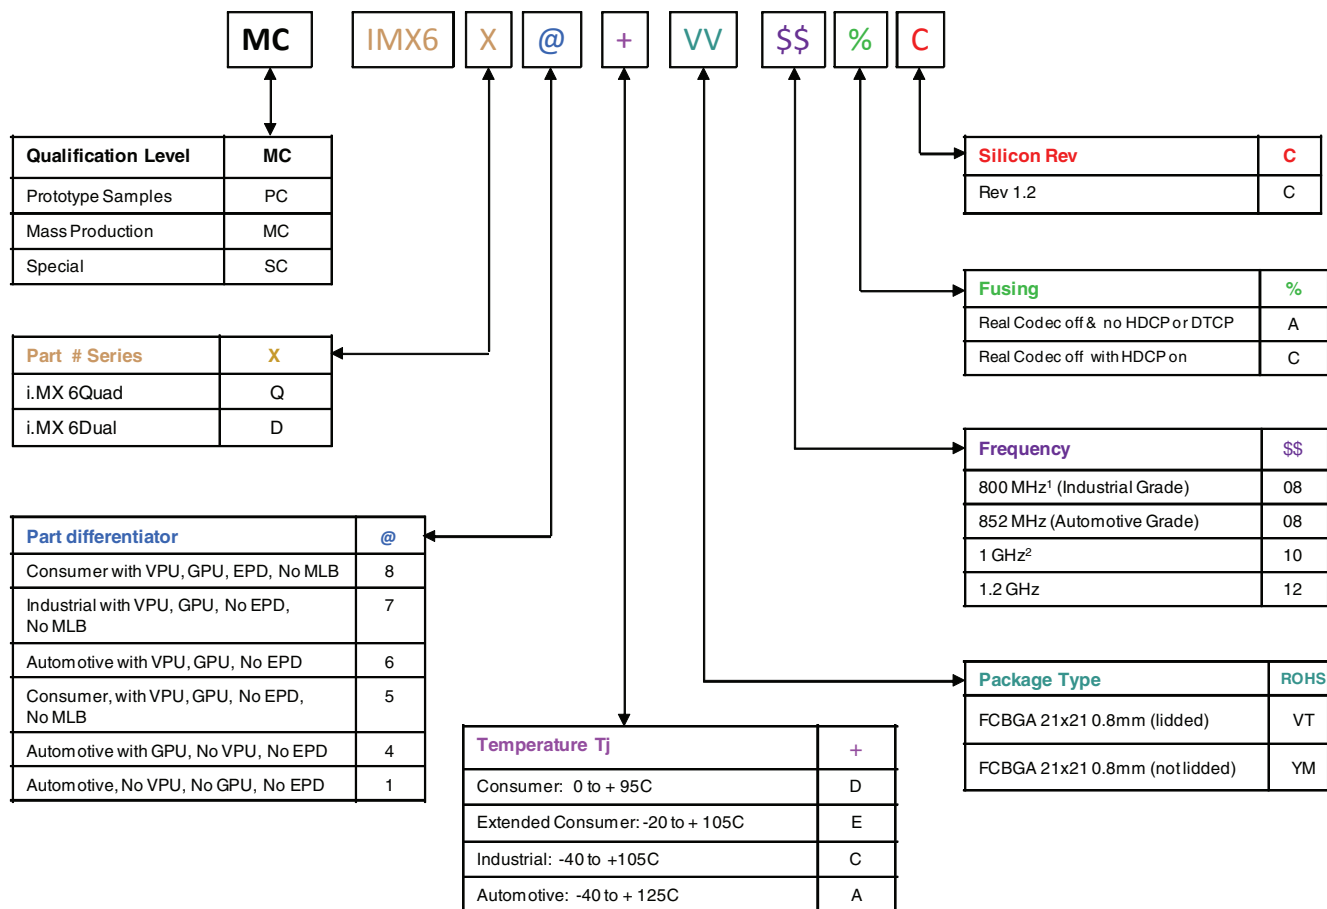 MC IMX6 X @ + VV $$ % C
Qualification Level MC
Prototype Samples PC
Mass Production MC
Special SC
Part # Series X
i.MX 6Quad Q
i.MX 6Dual D
Part differentiator @
Consumer with VPU, GPU, EPD, No MLB 8
Industrial with VPU, GPU, No EPD, 7
No MLB
Automotive with VPU, GPU, No EPD 6
Consumer, with VPU, GPU, No EPD, 5
No MLB
Automotive with GPU, No VPU, No EPD 4
Automotive, No VPU, No GPU, No EPD 1
Temperature Tj +
Consumer: 0 to + 95C D
Extended Consumer: -20 to + 105C E
Industrial: -40 to +105C C
Automotive: -40 to + 125C A
Silicon Rev C
Rev 1.2 C
Fusing %
Real Codec off & no HDCP or DTCP A
Real Codec off with HDCP on C
Frequency $$
800 MHz¹ (Industrial Grade) 08
852 MHz (Automotive Grade) 08
1 GHz² 10
1.2 GHz 12
Package Type ROHS
FCBGA 21x21 0.8mm (lidded) VT
FCBGA 21x21 0.8mm (not lidded) YM